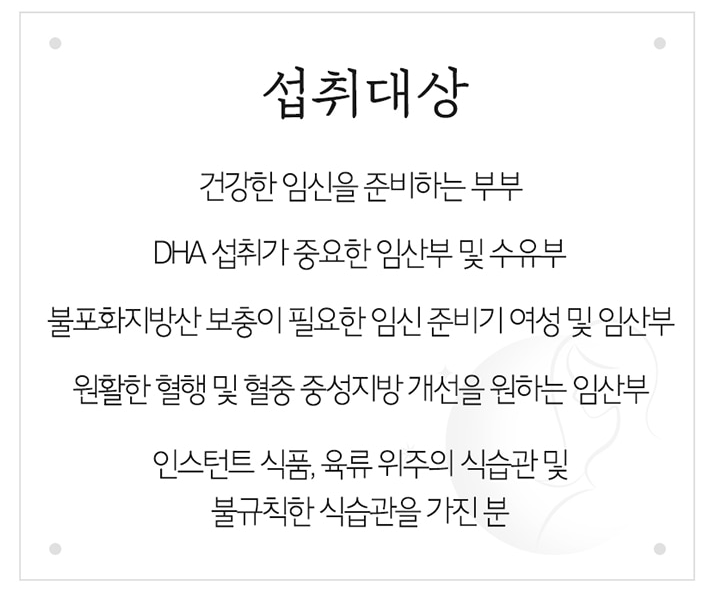 섭취대상
건강한 임신을 준비하는 부부
DHA 섭취가 중요한 임산부 및 수유부
불포화지방산 보충이 필요한 임신 준비기 여성 및 임산부
원활한 혈행 및 혈중 중성지방 개선을 원하는 임산부
인스턴트 식품, 육류 위주의 식습관 및
불규칙한 식습관을 가진 분